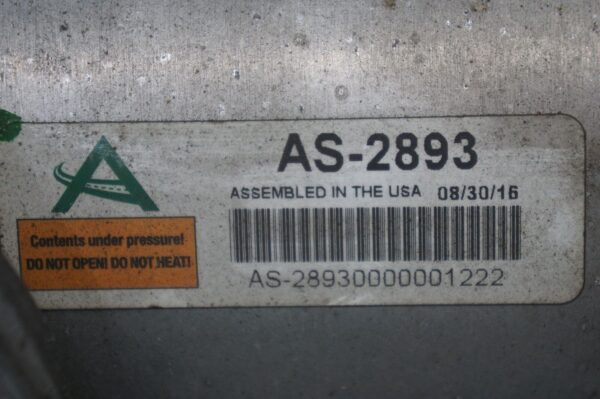 AS-2893
ASSEMBLED IN THE USA 08/30/16
Contents under pressure!
DO NOT OPEN! DO NOT HEAT!
AS-28930000001222